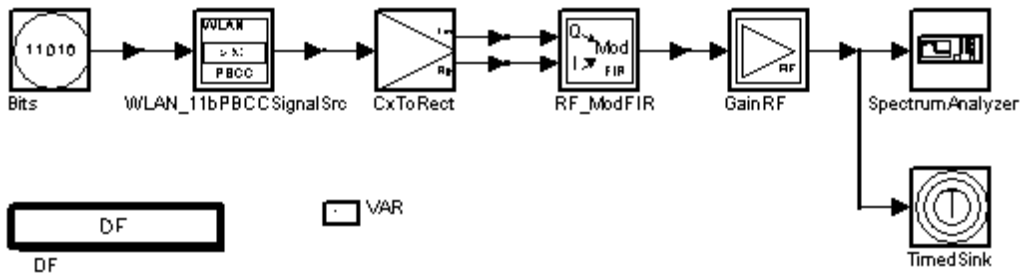 11010
Bits
WLAN
PBCC
WLAN_11bPBCCSignalSrc
CxToRect
Q
Mod
I
FIR
RF_ModFIR
RF
GainRF
SpectrumAnalyzer
TimedSink
DF
DF
VAR